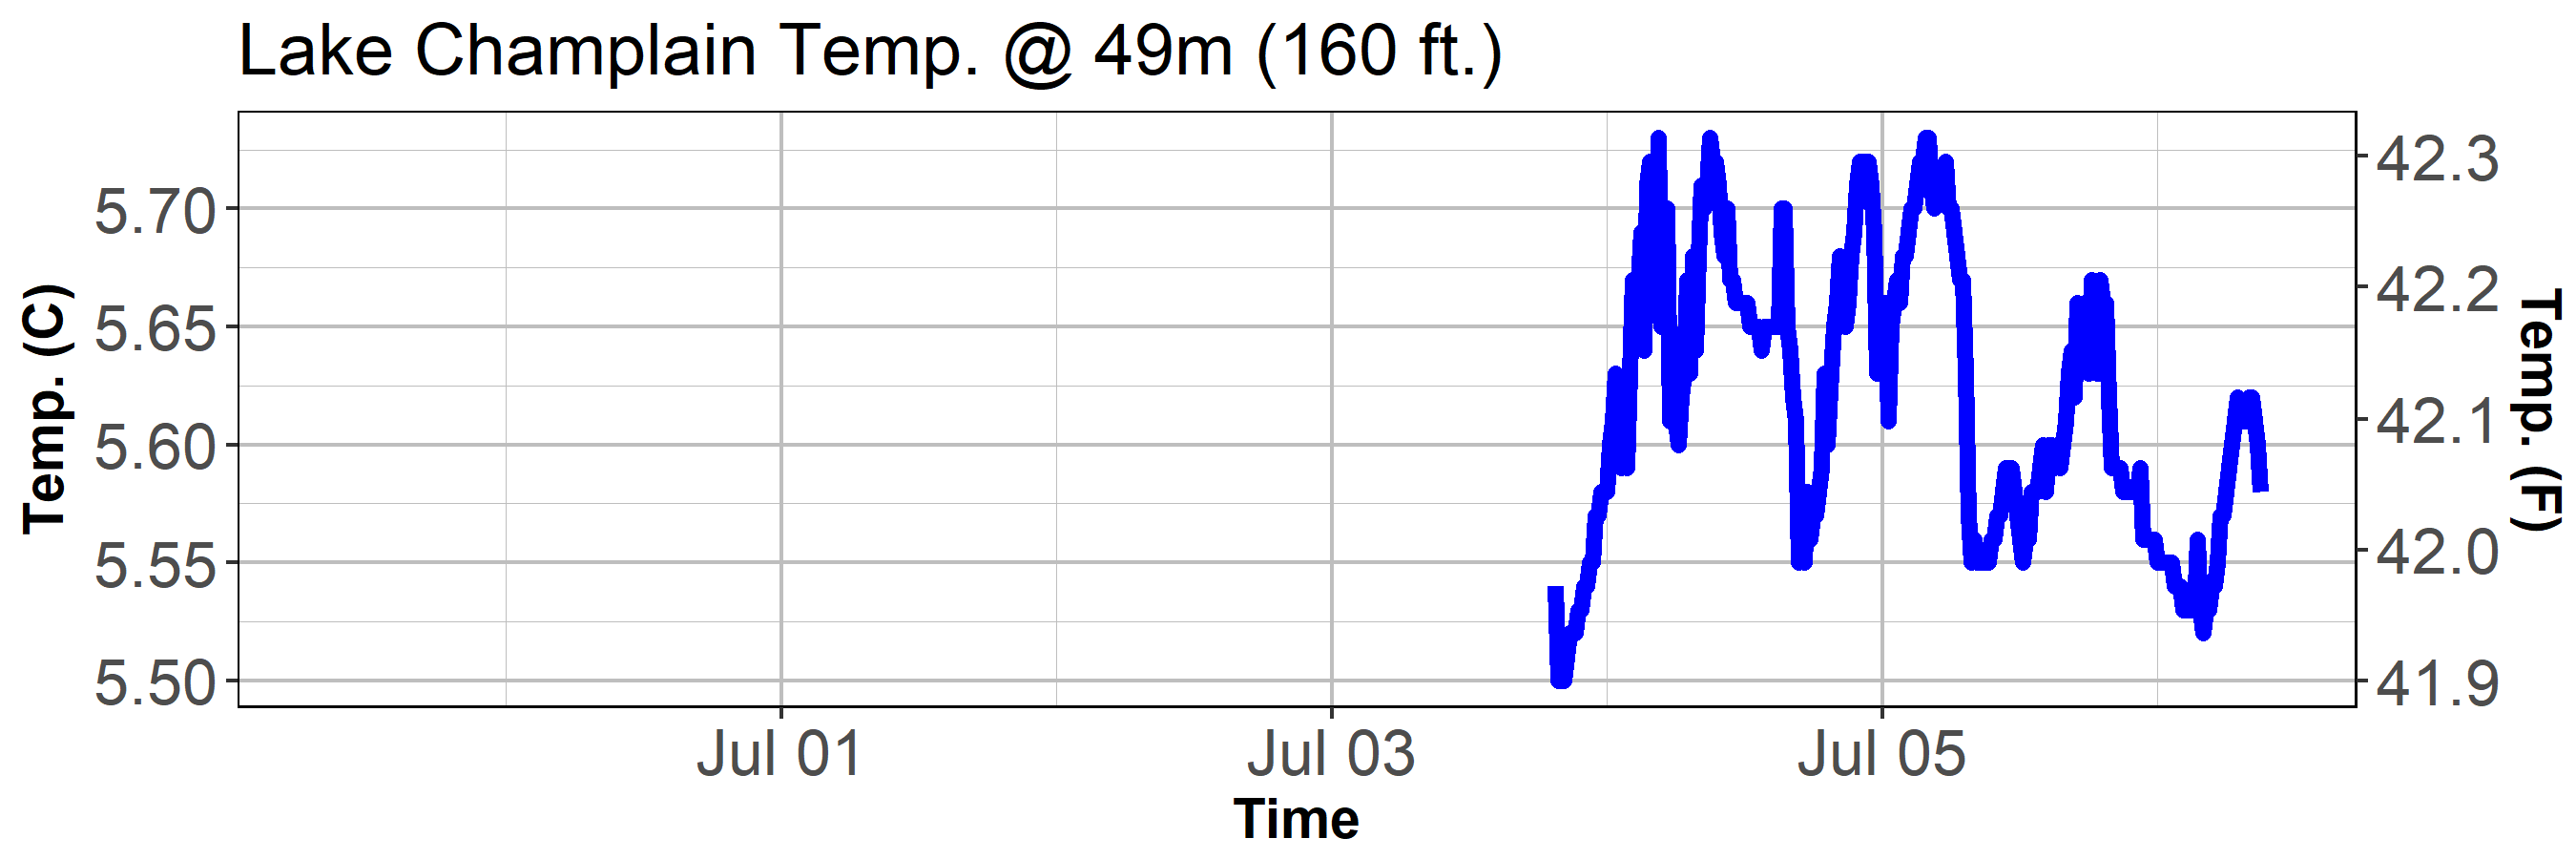 Lake Champlain Temp. @ 49m (160 ft.)
Temp. (C)
5.70
5.65
5.60
5.55
5.50
42.3
42.2
42.1
42.0
41.9
Temp. (F)
Jul 01
Jul 03
Jul 05
Time